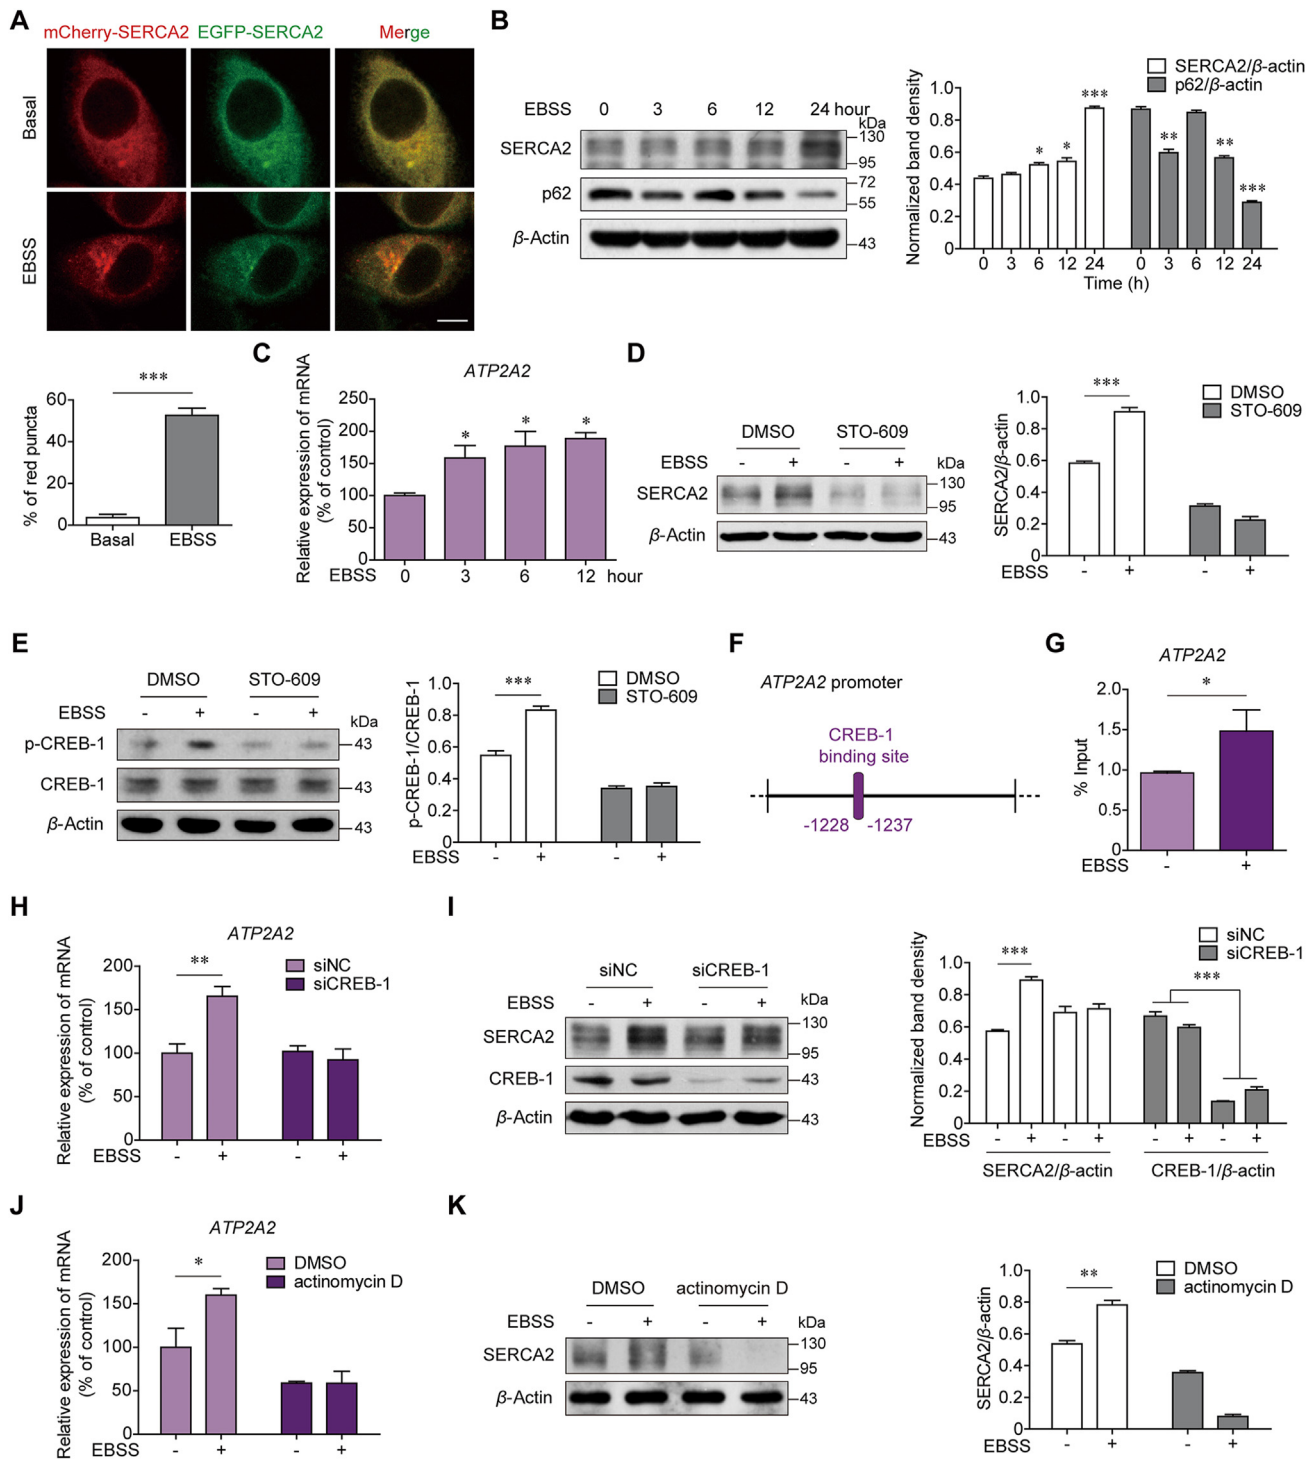 A
mCherry-SERCA2 EGFP-SERCA2 Merge
Basal
EBSS
% of red puncta
60
40
20
0
***
Basal EBSS
B
EBSS 0 3 6 12 24 hour
kDa
SERCA2
130
95
p62
72
55
β-Actin
43
SERCA2/β-actin
p62/β-actin
Normalized band density
1.0
0.8
0.6
0.4
0.2
0
* * *** ** ** ***
0 3 6 12 24 0 3 6 12 24
Time (h)
C
ATP2A2
Relative expression of mRNA
(% of control)
250
200
150
100
50
0
* * *
EBSS 0 3 6 12 hour
D
DMSO STO-609
EBSS - + - + kDa
SERCA2
130
95
β-Actin
43
DMSO
STO-609
SERCA2/β-actin
1.0
0.8
0.6
0.4
0.2
0
***
EBSS - + - +
E
DMSO STO-609
EBSS - + - +
kDa
p-CREB-1 43
CREB-1 43
β-Actin 43
DMSO
STO-609
p-CREB-1/CREB-1
1.0
0.8
0.6
0.4
0.2
0
***
EBSS - + - +
F
ATP2A2 promoter
CREB-1
binding site
-1228 -1237
G
ATP2A2
% Input
2.0
1.5
1.0
0.5
0
*
EBSS - +
H
ATP2A2
siNC
siCREB-1
Relative expression of mRNA
(% of control)
200
150
100
50
0
**
EBSS - + - +
I
siNC siCREB-1
EBSS - + - + kDa
SERCA2
130
95
CREB-1 43
β-Actin 43
siNC
siCREB-1
Normalized band density
1.0
0.8
0.6
0.4
0.2
0
*** ***
EBSS - + - + - + - +
SERCA2/β-actin CREB-1/β-actin
J
ATP2A2
DMSO
actinomycin D
Relative expression of mRNA
(% of control)
200
150
100
50
0
*
EBSS - + - +
K
DMSO actinomycin D
EBSS - + - + kDa
SERCA2
130
95
β-Actin 43
DMSO
actinomycin D
SERCA2/β-actin
1.0
0.8
0.6
0.4
0.2
0
**
EBSS - + - +